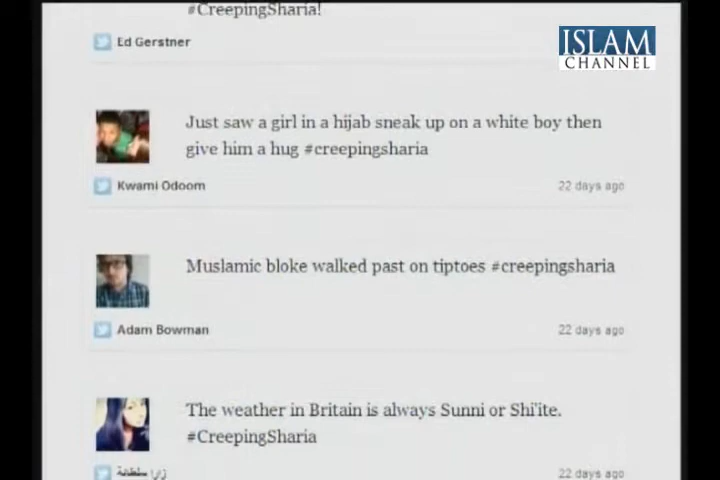 #CreepingSharia!
Ed Gerstner
ISLAM
CHANNEL
Just saw a girl in a hijab sneak up on a white boy then
give him a hug #creepingsharia
Kwami Odoom
22 days ago
Muslamic bloke walked past on tiptoes #creepingsharia
Adam Bowman
22 days ago
The weather in Britain is always Sunni or Shi'ite.
#CreepingSharia
زارا سلطانة
22 days ago